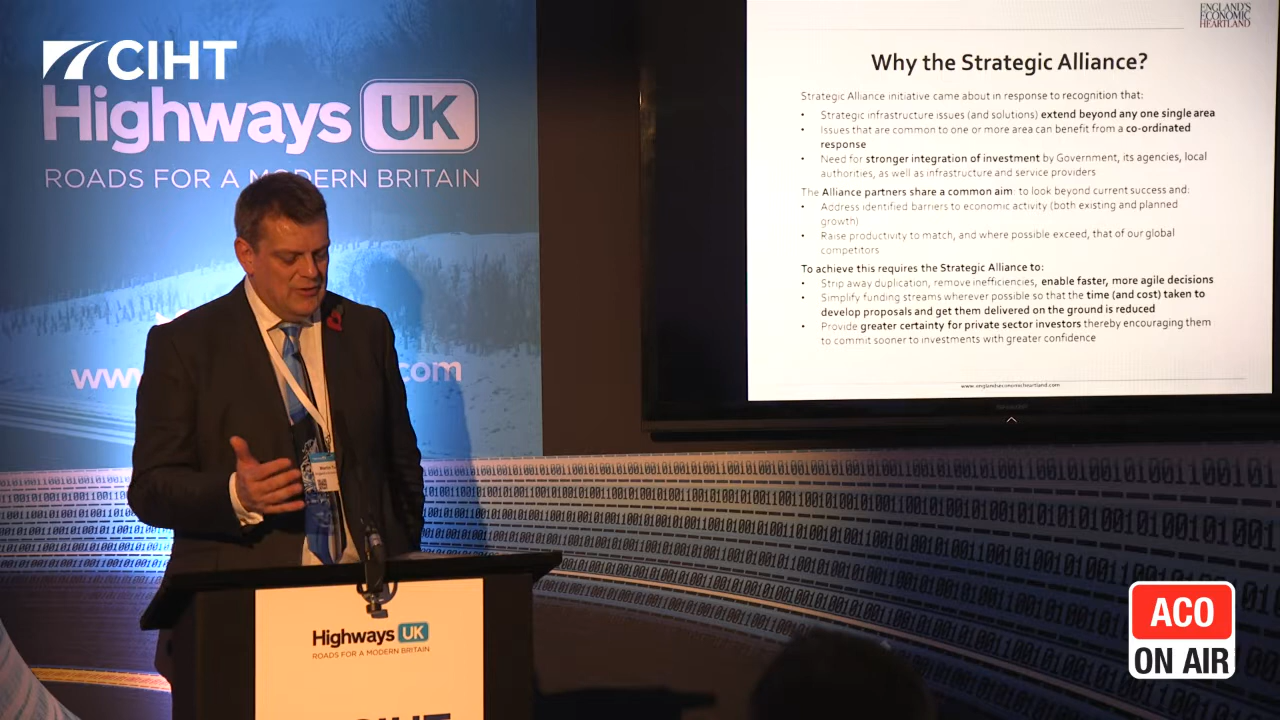 CIHT
Highways UK
ROADS FOR A MODERN BRITAIN
ENGLAND'S
ECONOMIC
HEARTLAND
Why the Strategic Alliance?
Strategic Alliance initiative came about in response to recognition that:
• Strategic infrastructure issues (and solutions) extend beyond any one single area
• Issues that are common to one or more area can benefit from a co-ordinated
response
• Need for stronger integration of investment by Government, its agencies, local
authorities, as well as infrastructure and service providers
The Alliance partners share a common aim to look beyond current success and:
• Address identified barriers to economic activity (both existing and planned
growth)
• Raise productivity to match, and where possible exceed, that of our global
competitors
To achieve this requires the Strategic Alliance to:
• Strip away duplication, remove inefficiencies, enable faster, more agile decisions
• Simplify funding streams wherever possible so that the time (and cost) taken to
develop proposals and get them delivered on the ground is reduced
• Provide greater certainty for private sector investors thereby encouraging them
to commit sooner to investments with greater confidence
www.englandseconomicheartland.com
SHARP
Highways UK
ROADS FOR A MODERN BRITAIN
ACO
ON AIR